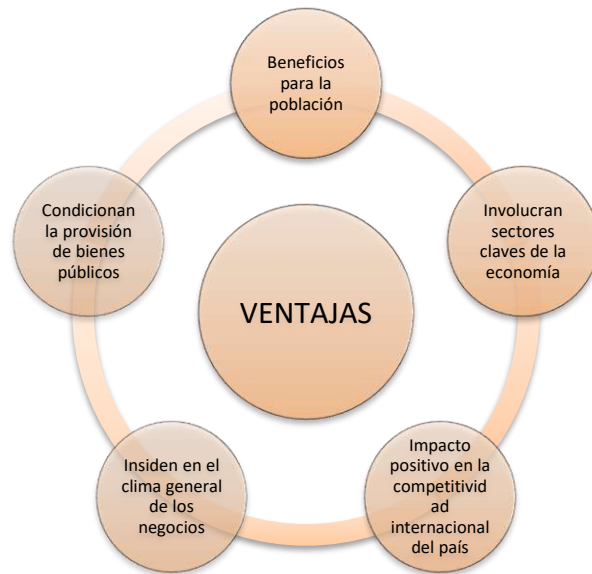 Beneficios
para la
población
Involucran
sectores
claves de la
economía
Impacto
positivo en la
competitivid
ad
internacional
del país
Insiden en el
clima general
de los
negocios
Condicionan
la provisión
de bienes
públicos
VENTAJAS